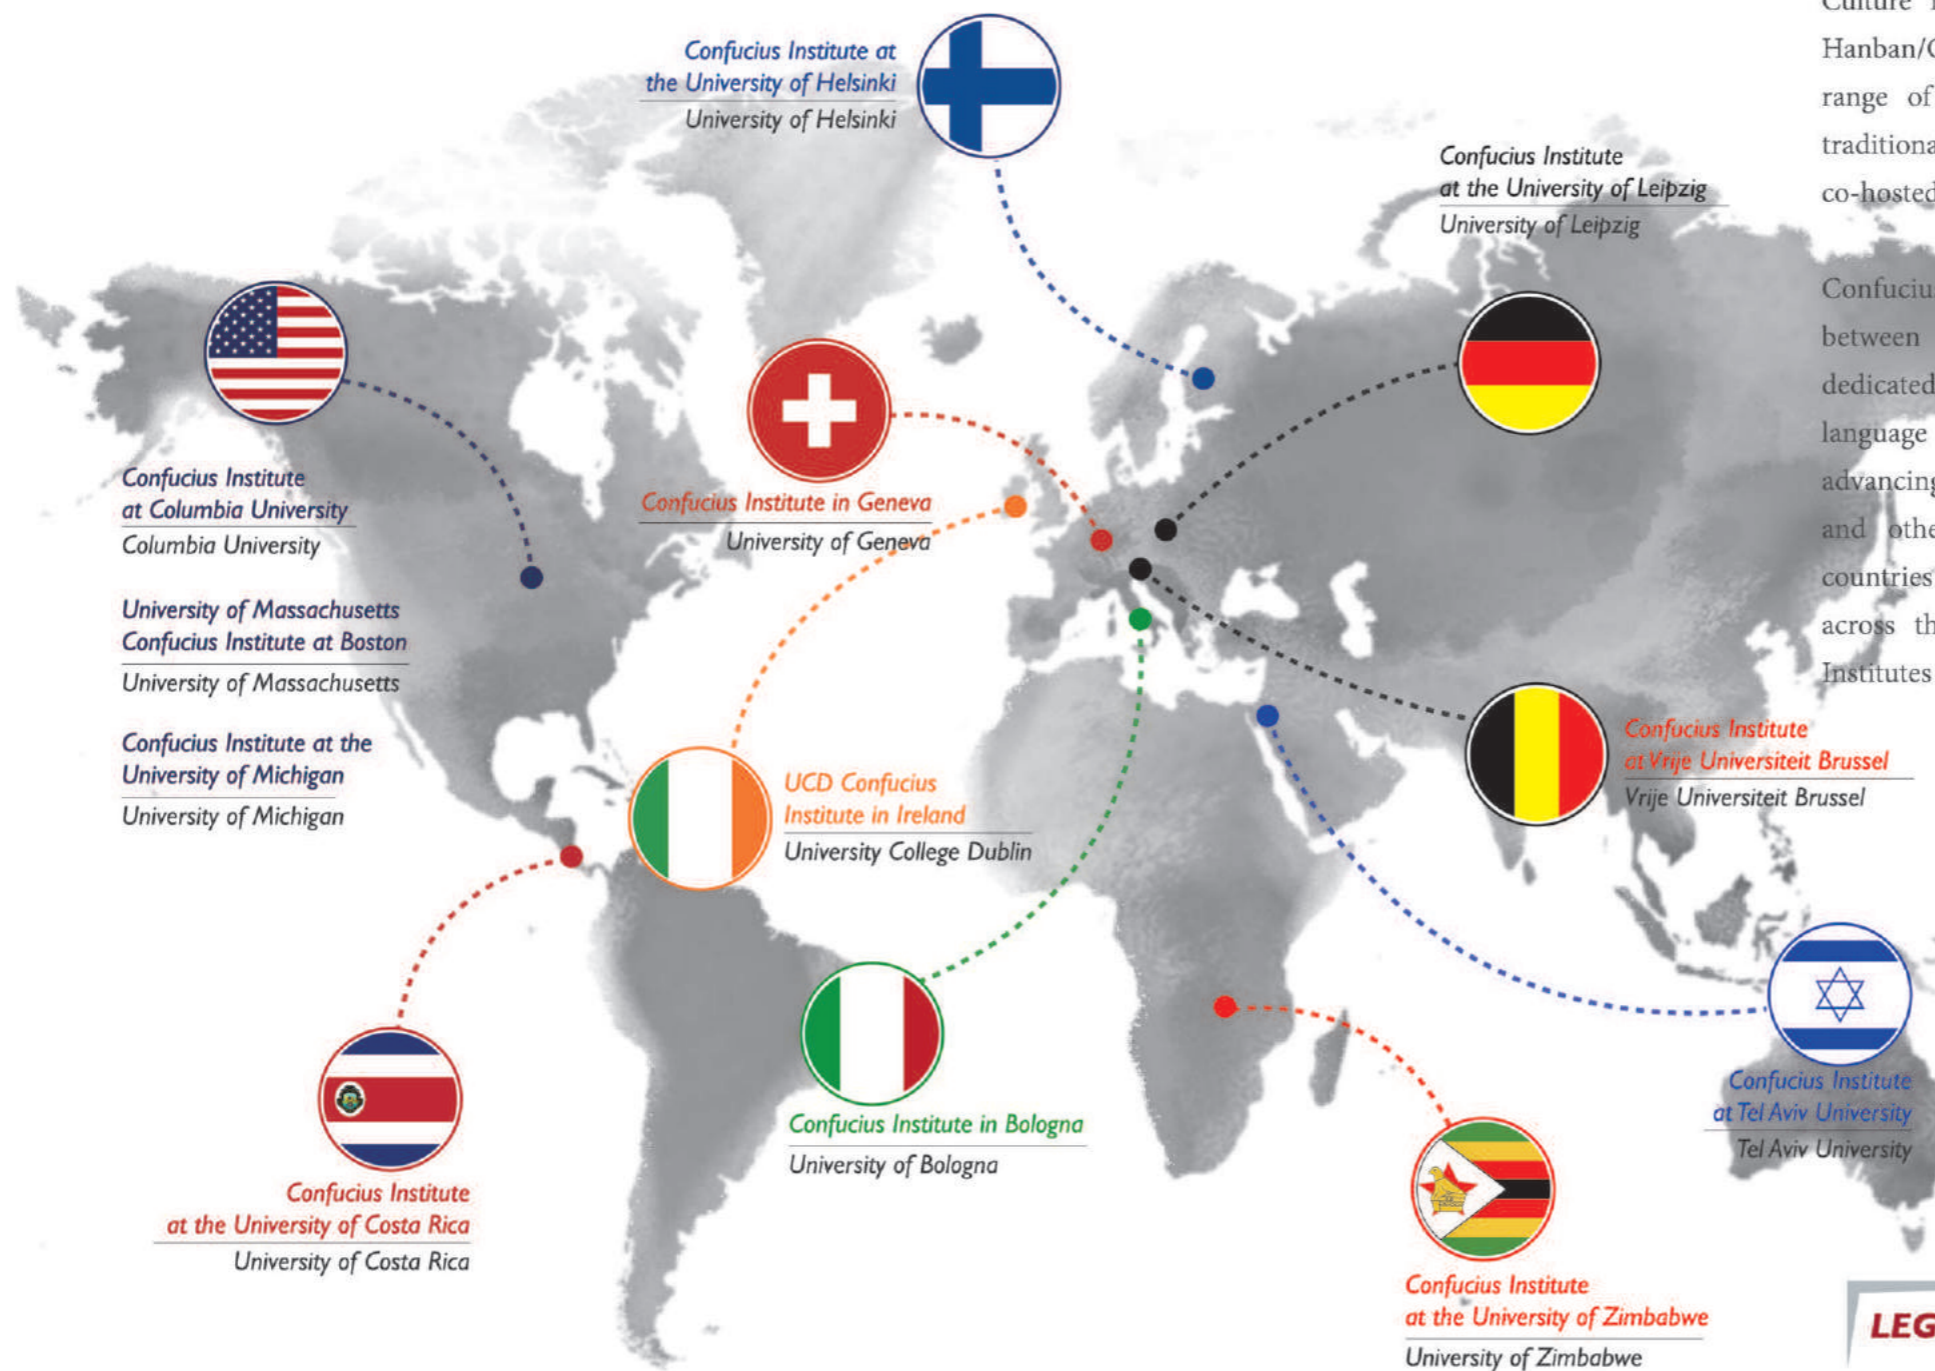 Confucius Institute at
the University of Helsinki
University of Helsinki
Confucius Institute
at the University of Leipzig
University of Leipzig
Confucius Institute
at Columbia University
Columbia University
University of Massachusetts
Confucius Institute at Boston
University of Massachusetts
Confucius Institute at the
University of Michigan
University of Michigan
Confucius Institute in Geneva
University of Geneva
UCD Confucius
Institute in Ireland
University College Dublin
Confucius Institute
at Vrije Universiteit Brussel
Vrije Universiteit Brussel
Confucius Institute
at the University of Costa Rica
University of Costa Rica
Confucius Institute in Bologna
University of Bologna
Confucius Institute
at Tel Aviv University
Tel Aviv University
Confucius Institute
at the University of Zimbabwe
University of Zimbabwe
Culture
Hanban/
range of
traditiona
co-hosted
Confuciu
between
dedicated
language
advancing
and othe
countries
across th
Institutes
LEG